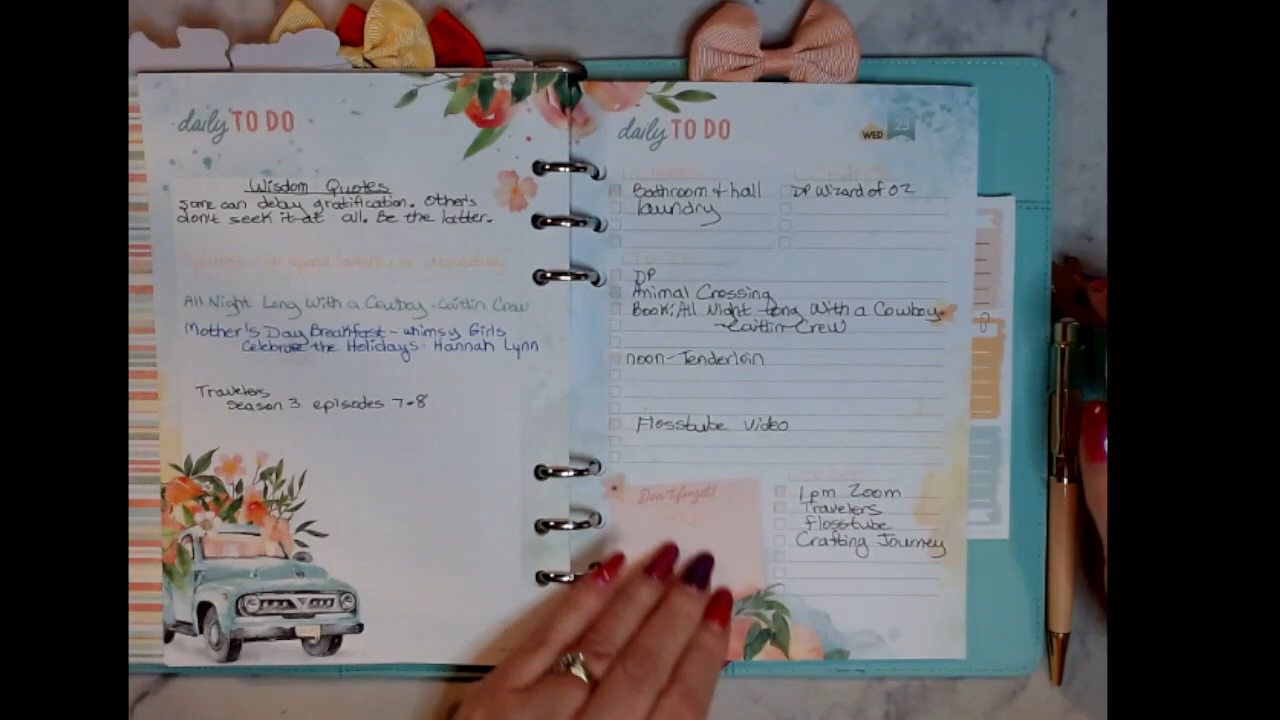 daily TO DO
Wisdom Quotes
some can delay gratification. Other's
don't seek it at all. Be the latter.
All Night Long With a Cowboy - Caitlin Crew
Mother's Day Breakfast - Whimsy Girls
Celebrate the Holidays - Hannah Lynn
Travelers
Season 3 episodes 7-8
daily TO DO
WED 25
Bathroom + hall
laundry
DP Wizard of OZ
DP
Animal Crossing
Book: All Night Long With a Cowboy
- Caitlin Crew
noon - Tenderloin
Flosstube Video
Don't forget!
1pm Zoom
Travelers
flosstube
Crafting Journey